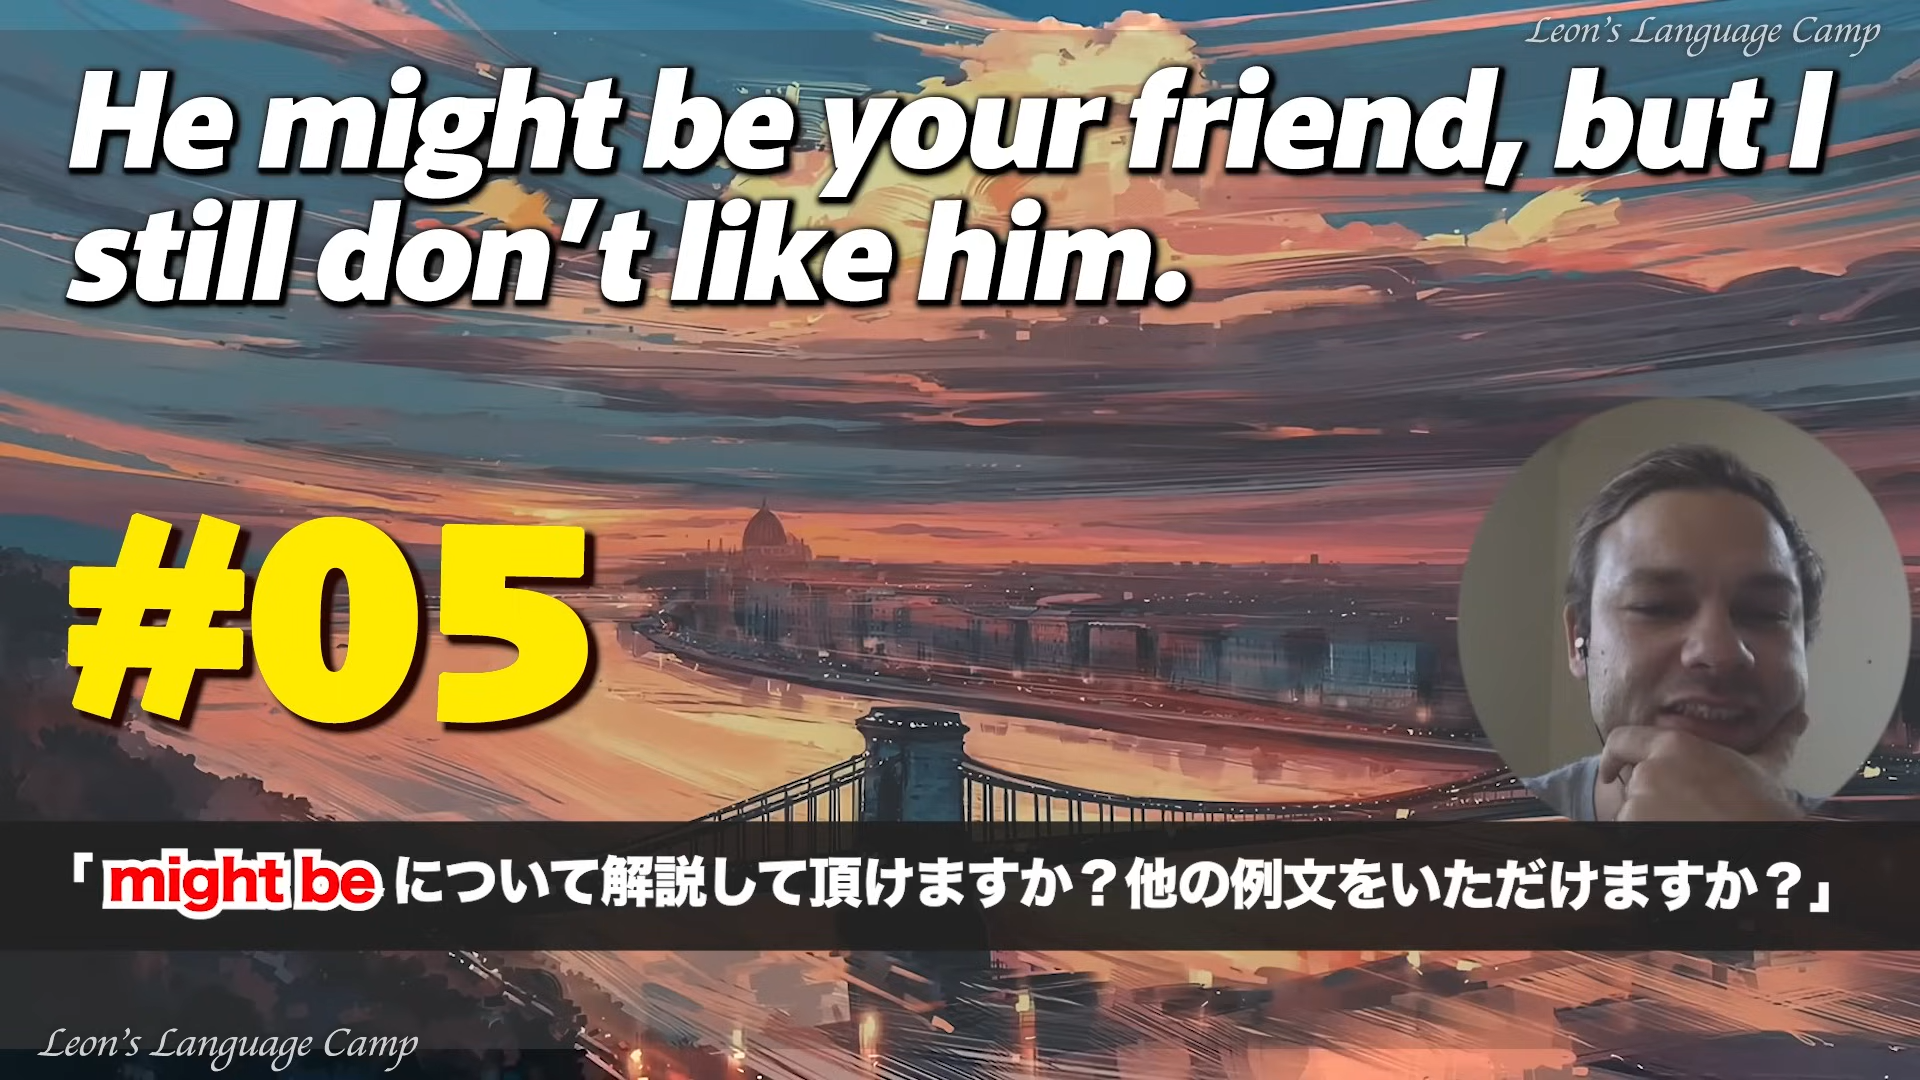 Leon's Language Camp
He might be your friend, but I
still don't like him.
#05
「might be について解説して頂けますか？他の例文をいただけますか？」
Leon's Language Camp